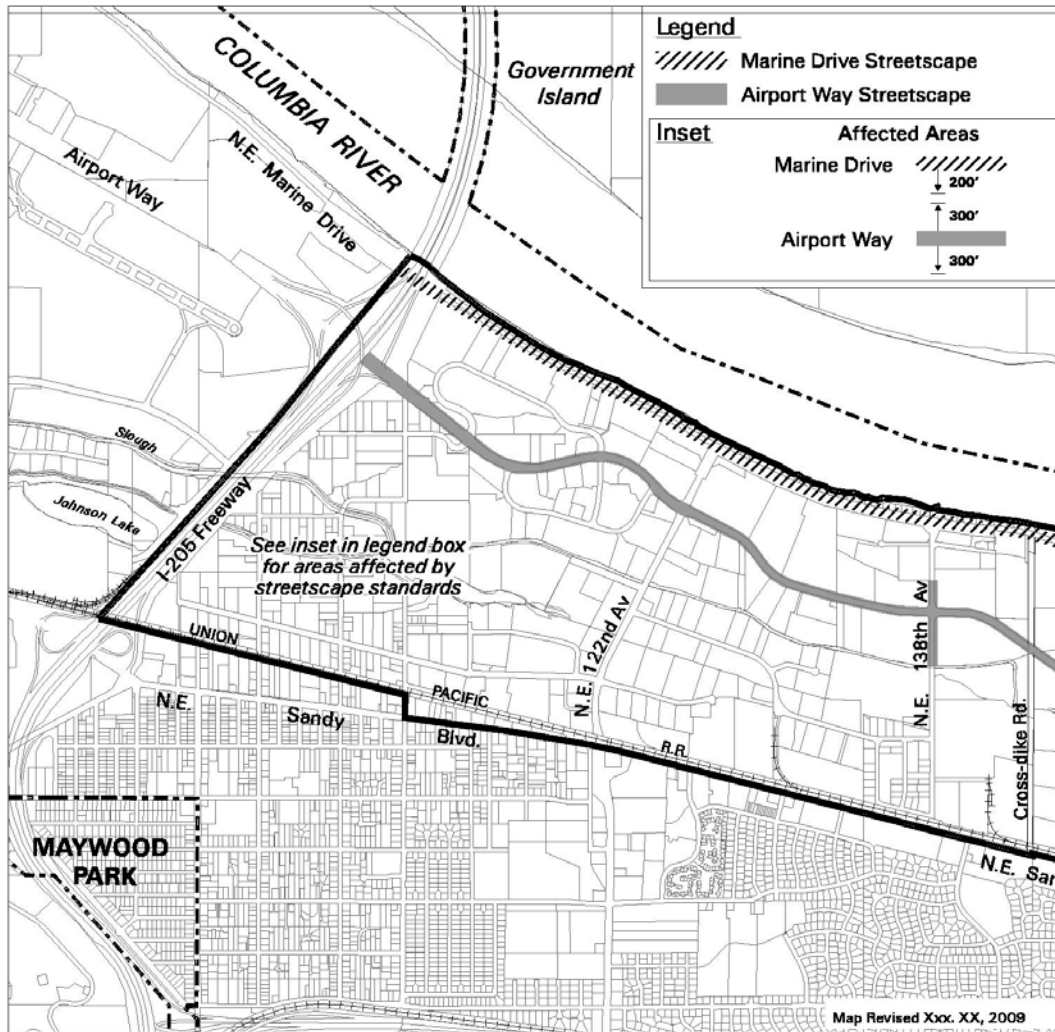 Legend
Marine Drive Streetscape
Airport Way Streetscape
Inset
Affected Areas
Marine Drive
200'
300'
Airport Way
300'
COLUMBIA RIVER
Government
Island
Airport Way
N.E. Marine Drive
Slough
Johnson Lake
I-205 Freeway
See inset in legend box
for areas affected by
streetscape standards
N.E. 122nd Av
N.E. 138th Av
Cross-dike Rd.
UNION PACIFIC R.R.
N.E. Sandy Blvd.
N.E. San
MAYWOOD
PARK
Map Revised Xxx. XX, 2009